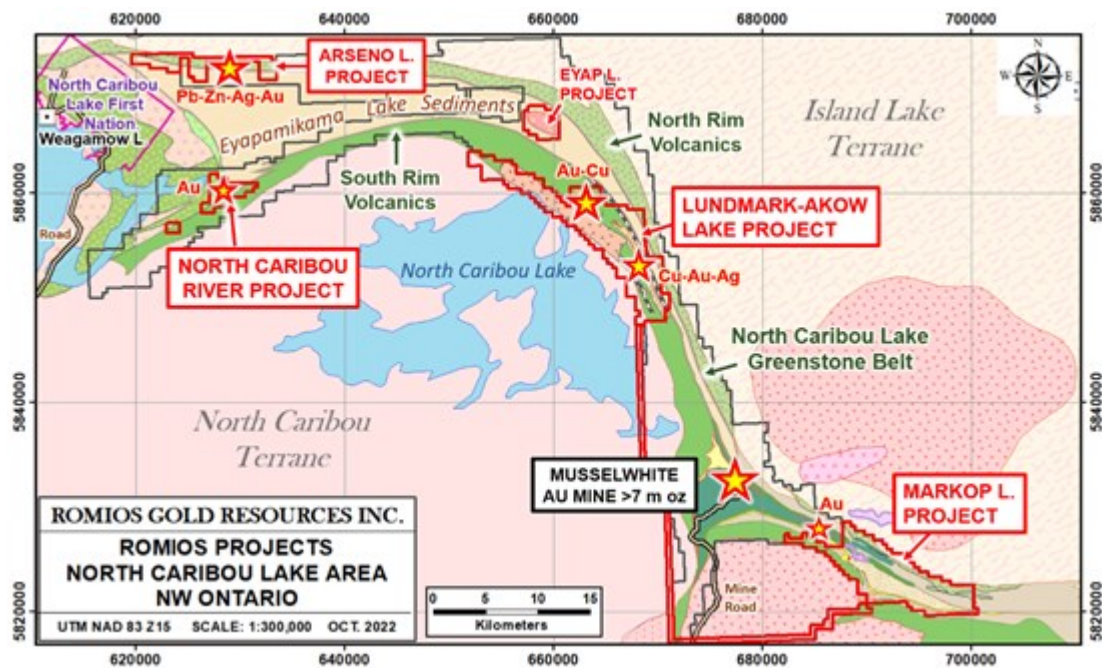 620000
640000
660000
680000
700000
ARSENO L.
PROJECT
Pb-Zn-Ag-Au
North Caribou
Lake First
Nation
Weagamow L
Eyapamikama Lake Sediments
EYAP L.
PROJECT
North Rim
Volcanics
Island Lake
Terrane
N
W
E
S
5860000
5860000
Au
South Rim
Volcanics
Au-Cu
LUNDMARK-AKOW
LAKE PROJECT
Road
NORTH CARIBOU
RIVER PROJECT
North Caribou Lake
Cu-Au-Ag
North Caribou Lake
Greenstone Belt
5840000
5840000
North Caribou
Terrane
MUSSELWHITE
AU MINE >7 m oz
Au
MARKOP L.
PROJECT
ROMIOS GOLD RESOURCES INC.
ROMIOS PROJECTS
NORTH CARIBOU LAKE AREA
NW ONTARIO
UTM NAD 83 Z15 SCALE: 1:300,000 OCT. 2022
0 5 10 15
Kilometers
Mine
Road
5820000
5820000
620000
640000
660000
680000
700000